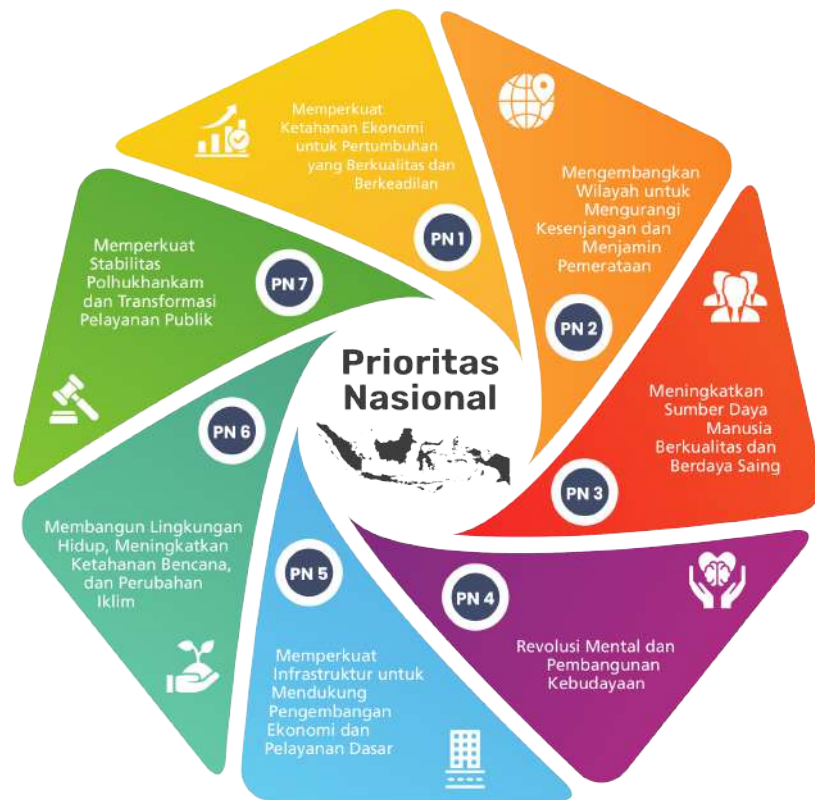 Prioritas
Nasional
Memperkuat
Ketahanan Ekonomi
untuk Pertumbuhan
yang Berkualitas dan
Berkeadilan
PN 1
Mengembangkan
Wilayah untuk
Mengurangi
Kesenjangan dan
Menjamin
Pemerataan
PN 2
Meningkatkan
Sumber Daya
Manusia
Berkualitas dan
Berdaya Saing
PN 3
PN 4
Revolusi Mental dan
Pembangunan
Kebudayaan
PN 5
Memperkuat
Infrastruktur untuk
Mendukung
Pengembangan
Ekonomi dan
Pelayanan Dasar
PN 6
Membangun Lingkungan
Hidup, Meningkatkan
Ketahanan Bencana,
dan Perubahan
Iklim
Memperkuat
Stabilitas
Polhukhankam
dan Transformasi
Pelayanan Publik
PN 7